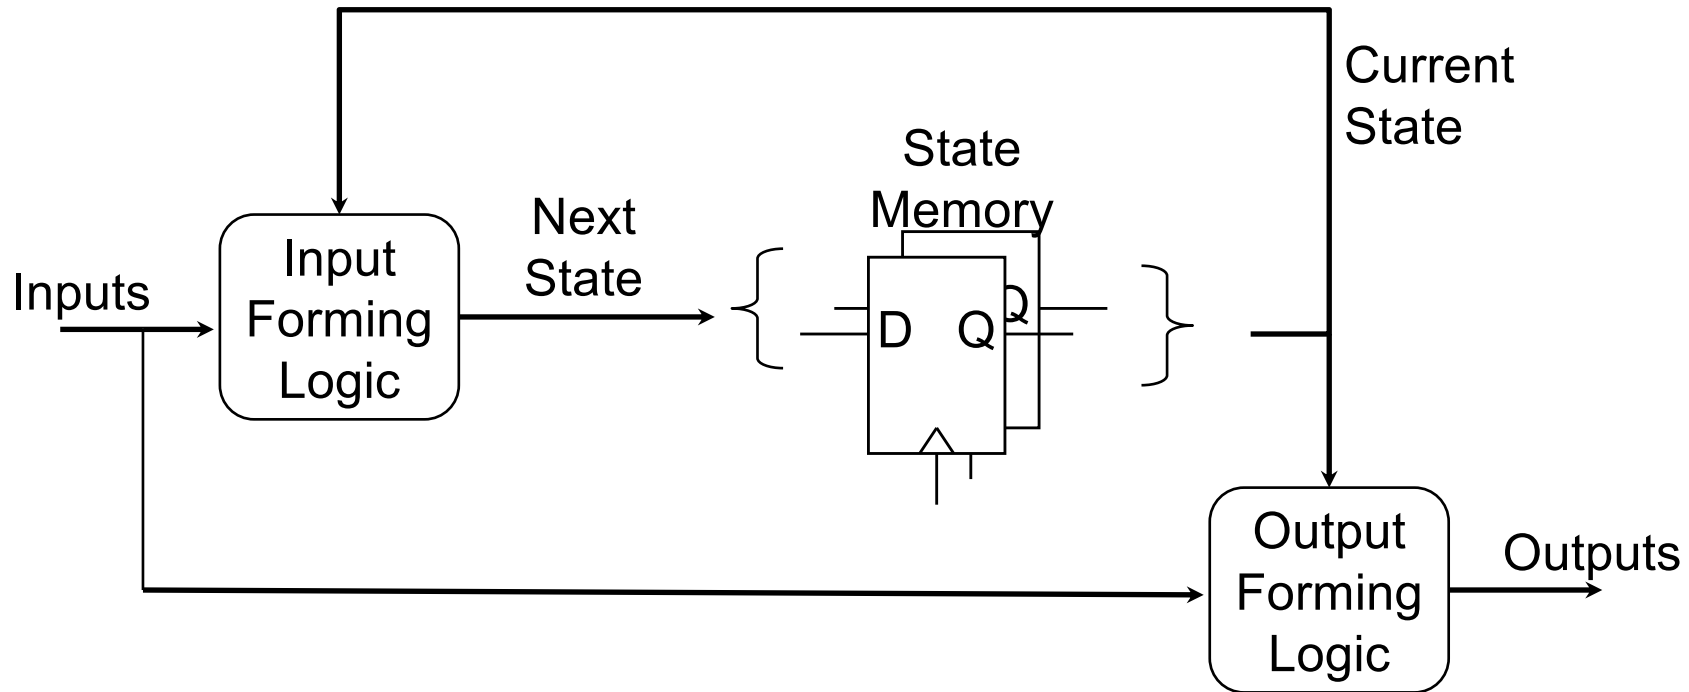 Current
State
State
Memory
Next
State
Input
Forming
Logic
Inputs
D
Q
Q
Output
Forming
Logic
Outputs